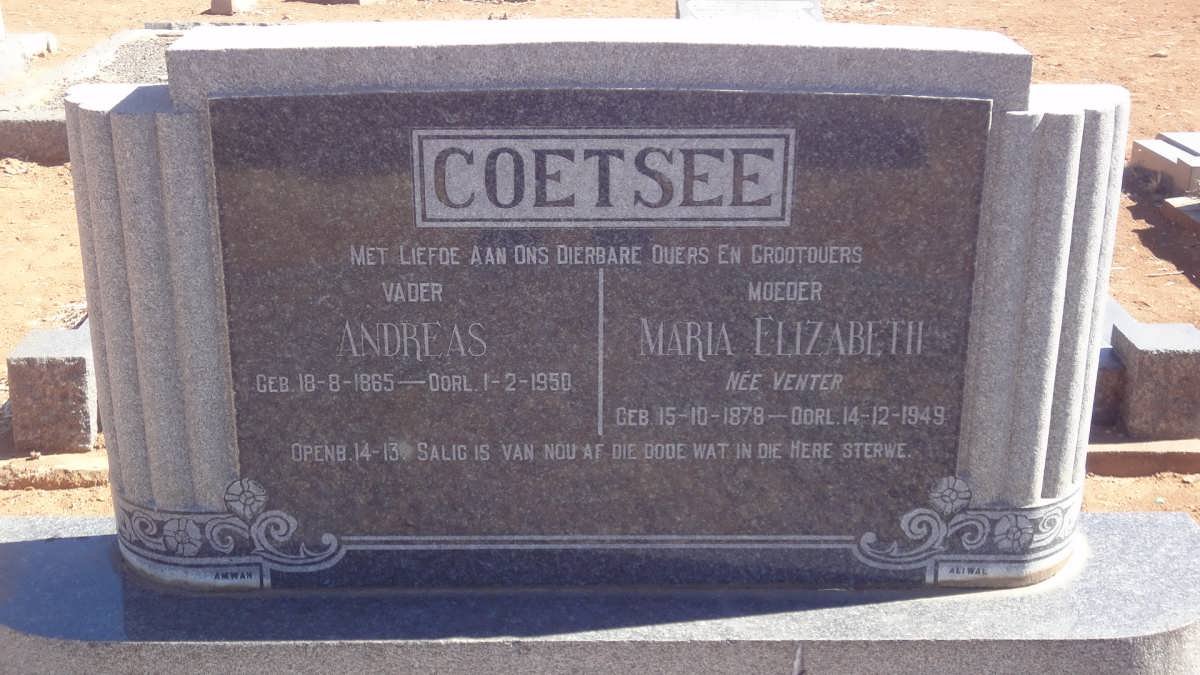 COETSEE
MET LIEFDE AAN ONS DIERBARE OUERS EN GROOTOUERS
VADER
ANDREAS
GEB. 18-8-1865 — OORL. 1-2-1950
MOEDER
MARIA ELIZABETH
NÉE VENTER
GEB. 15-10-1878 — OORL. 14-12-1949
OPENB. 14-13. SALIG IS VAN NOU AF DIE DODE WAT IN DIE HERE STERWE.
ALIWAL